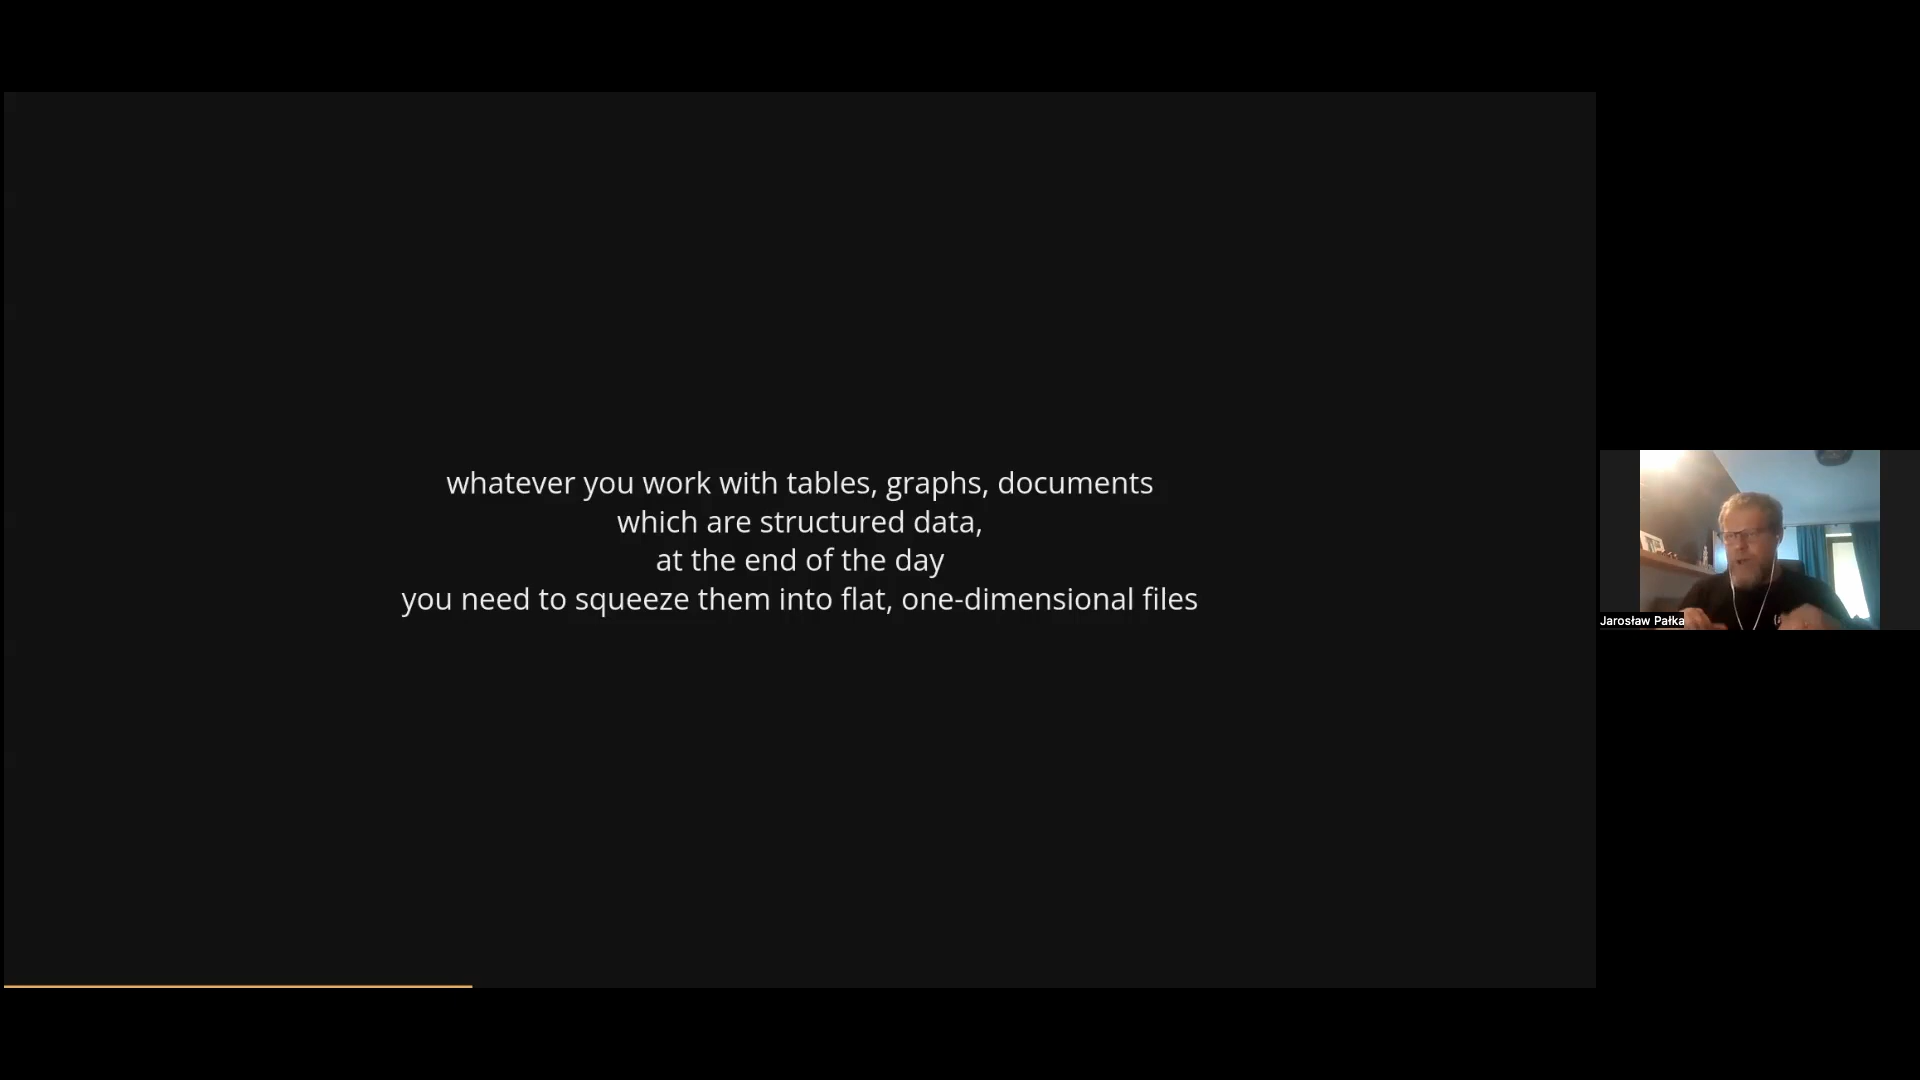 whatever you work with tables, graphs, documents
which are structured data,
at the end of the day
you need to squeeze them into flat, one-dimensional files
Jarosław Pałka